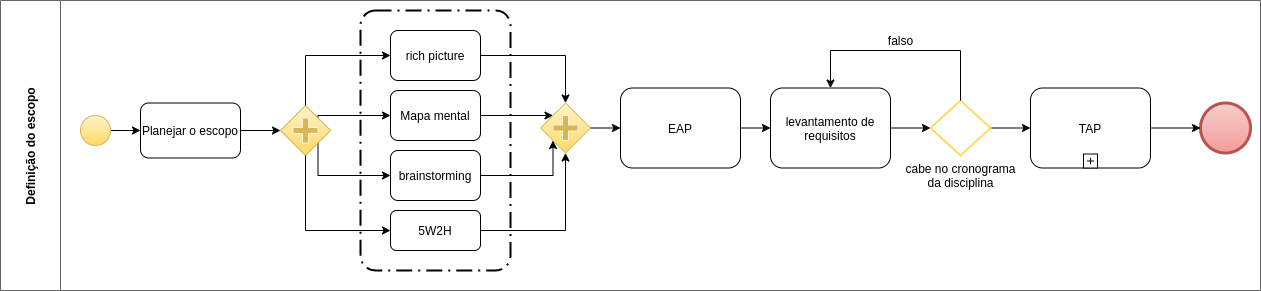 Definição do escopo
Planejar o escopo
rich picture
Mapa mental
brainstorming
5W2H
EAP
levantamento de
requisitos
falso
cabe no cronograma
da disciplina
TAP